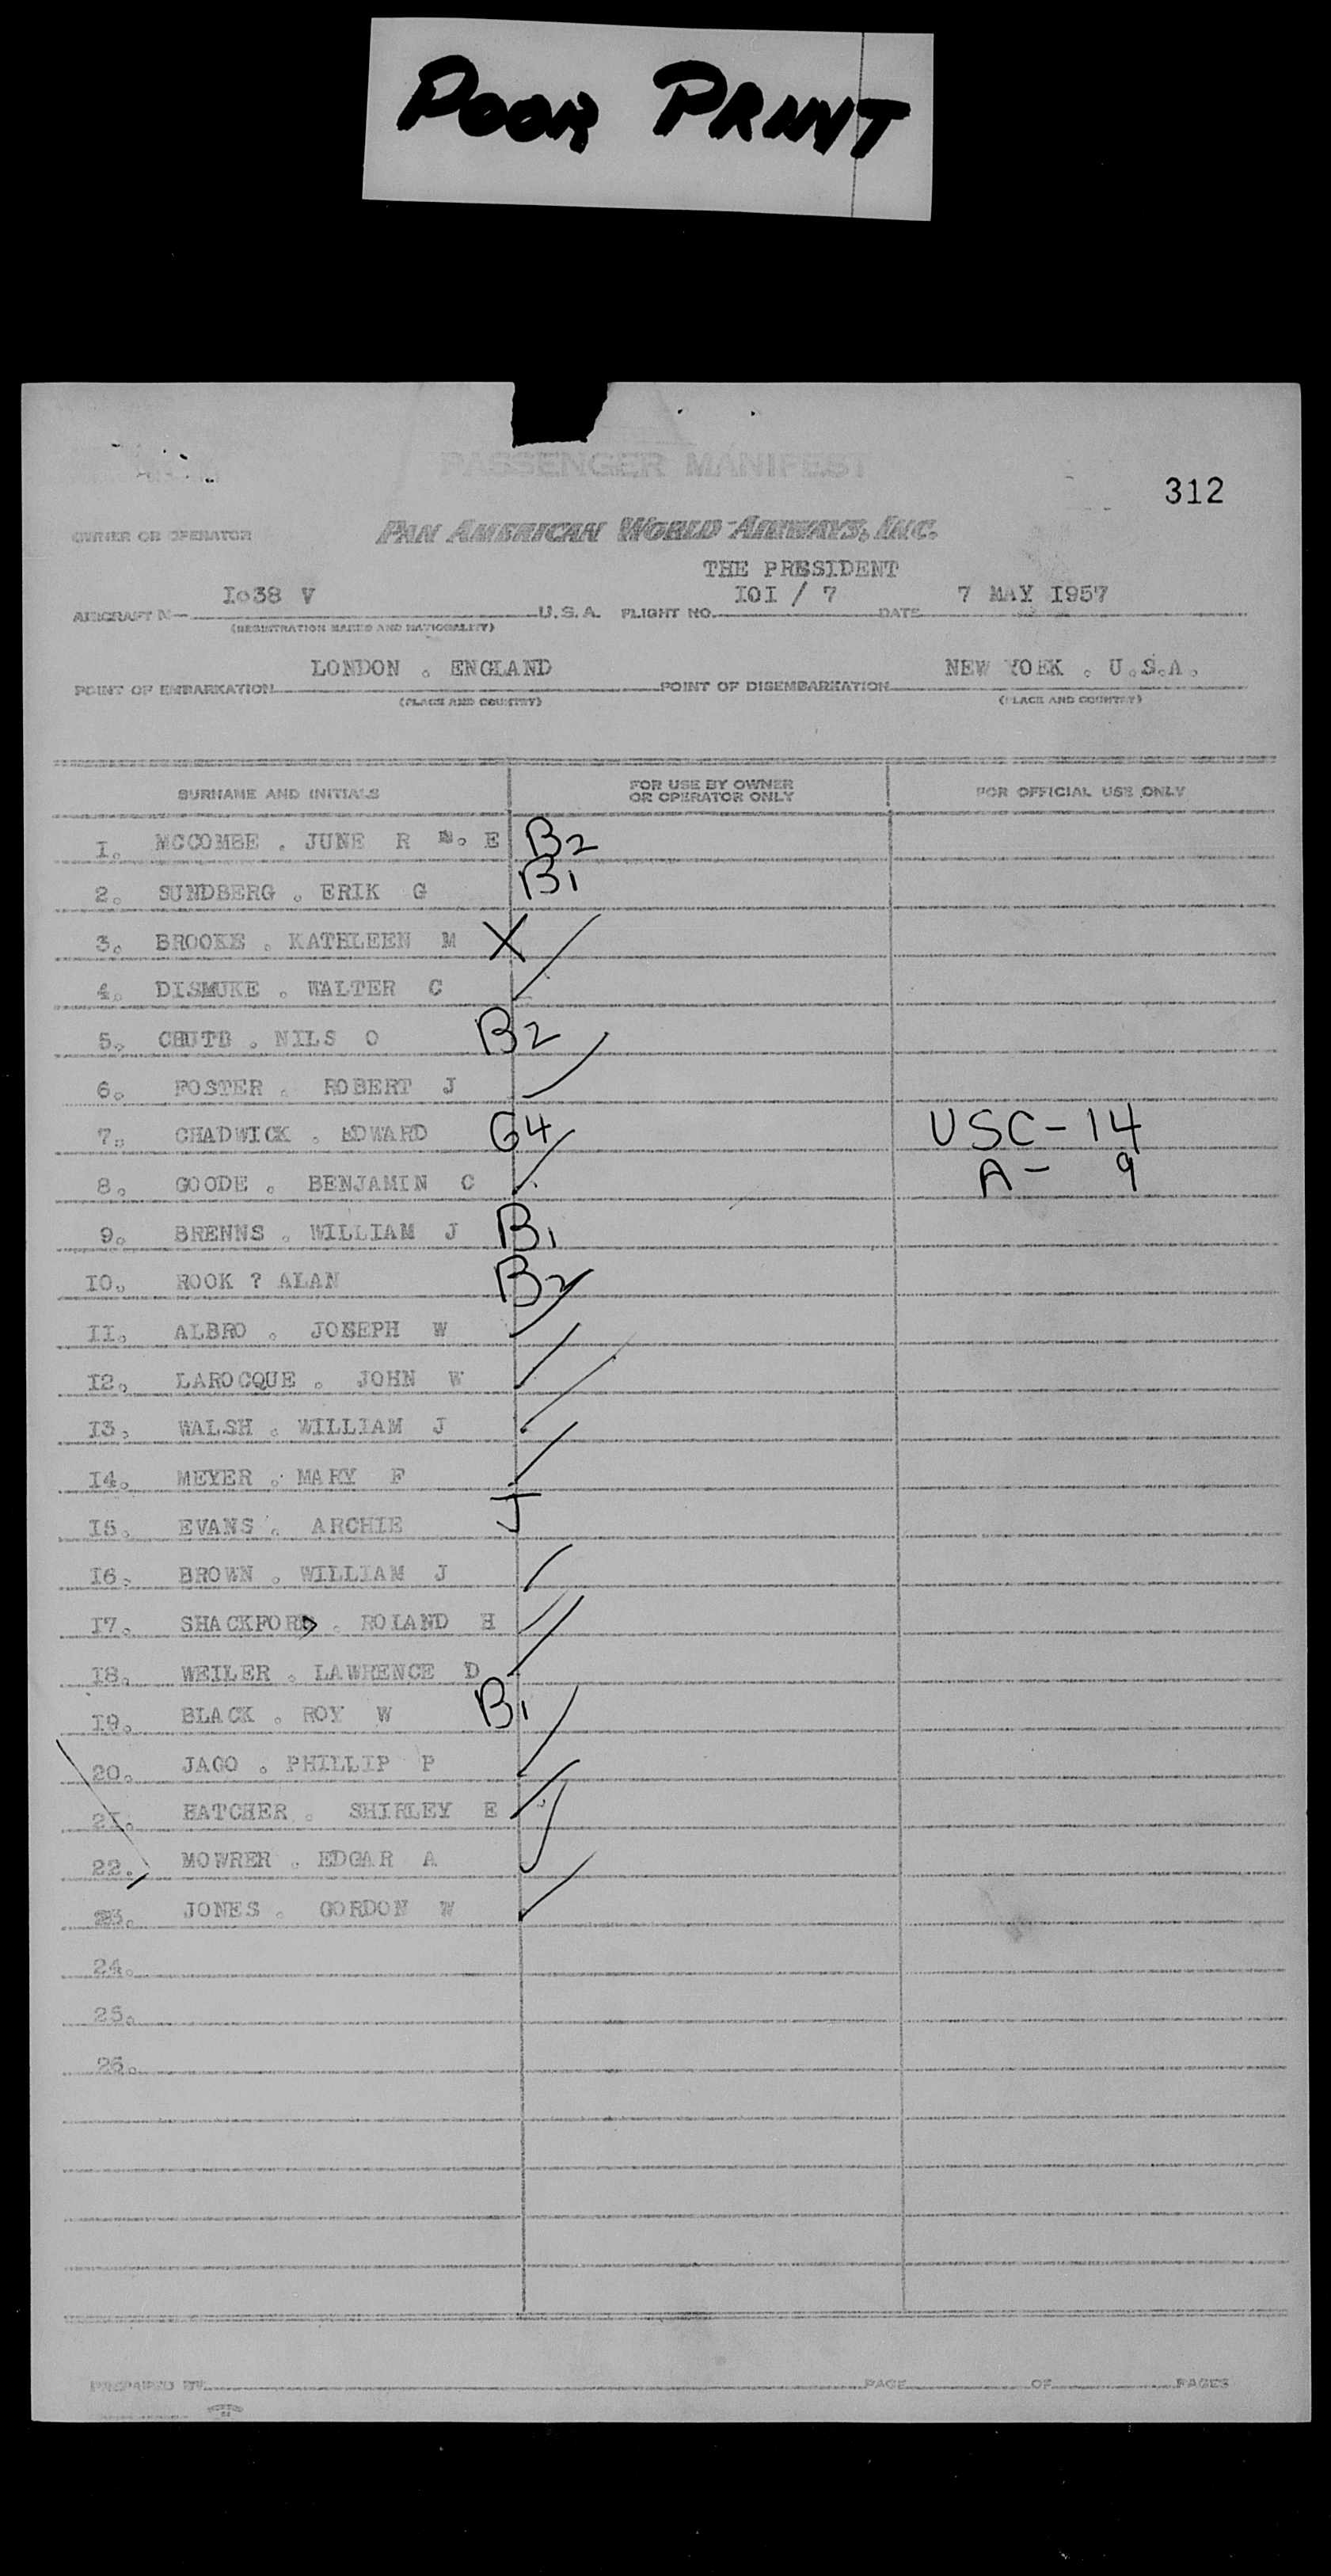 POOR PRINT
PASSENGER MANIFEST
312
OWNER OR OPERATOR PAN AMERICAN WORLD AIRWAYS, INC.
THE PRESIDENT
AIRCRAFT N— Io38 V U.S.A. FLIGHT NO. IOI / 7 DATE 7 MAY I957
(REGISTRATION MARKS AND NATIONALITY)
POINT OF EMBARKATION LONDON . ENGLAND POINT OF DISEMBARKATION NEW YORK . U.S.A.
(PLACE AND COUNTRY) (PLACE AND COUNTRY)
SURNAME AND INITIALS FOR USE BY OWNER OR OPERATOR ONLY FOR OFFICIAL USE ONLY
I. MCCOMBE . JUNE R . E B2
2. SUNDBERG . ERIK G B1
3. BROOKE . KATHLEEN M X
4. DISMUKE . WALTER C
5. CHUTB . NILS O B2
6. FOSTER . ROBERT J
7. CHADWICK . EDWARD G4 USC-14
8. GOODE . BENJAMIN C A- 9
9. BRENNS . WILLIAM J B1
IO. ROOK ? ALAN B2
II. ALBRO . JOSEPH W
I2. LAROCQUE . JOHN W
I3. WALSH . WILLIAM J
I4. MEYER . MARY F
I5. EVANS . ARCHIE J
I6. BROWN . WILLIAM J
I7. SHACKFORD . ROLAND H
I8. WEILER . LAWRENCE D
I9. BLACK . ROY W B1
20. JAGO . PHILLIP P
2I. HATCHER . SHIRLEY E
22. MOWRER . EDGAR A
23. JONES . GORDON W
24.
25.
26.
PREPARED BY PAGE OF PAGES